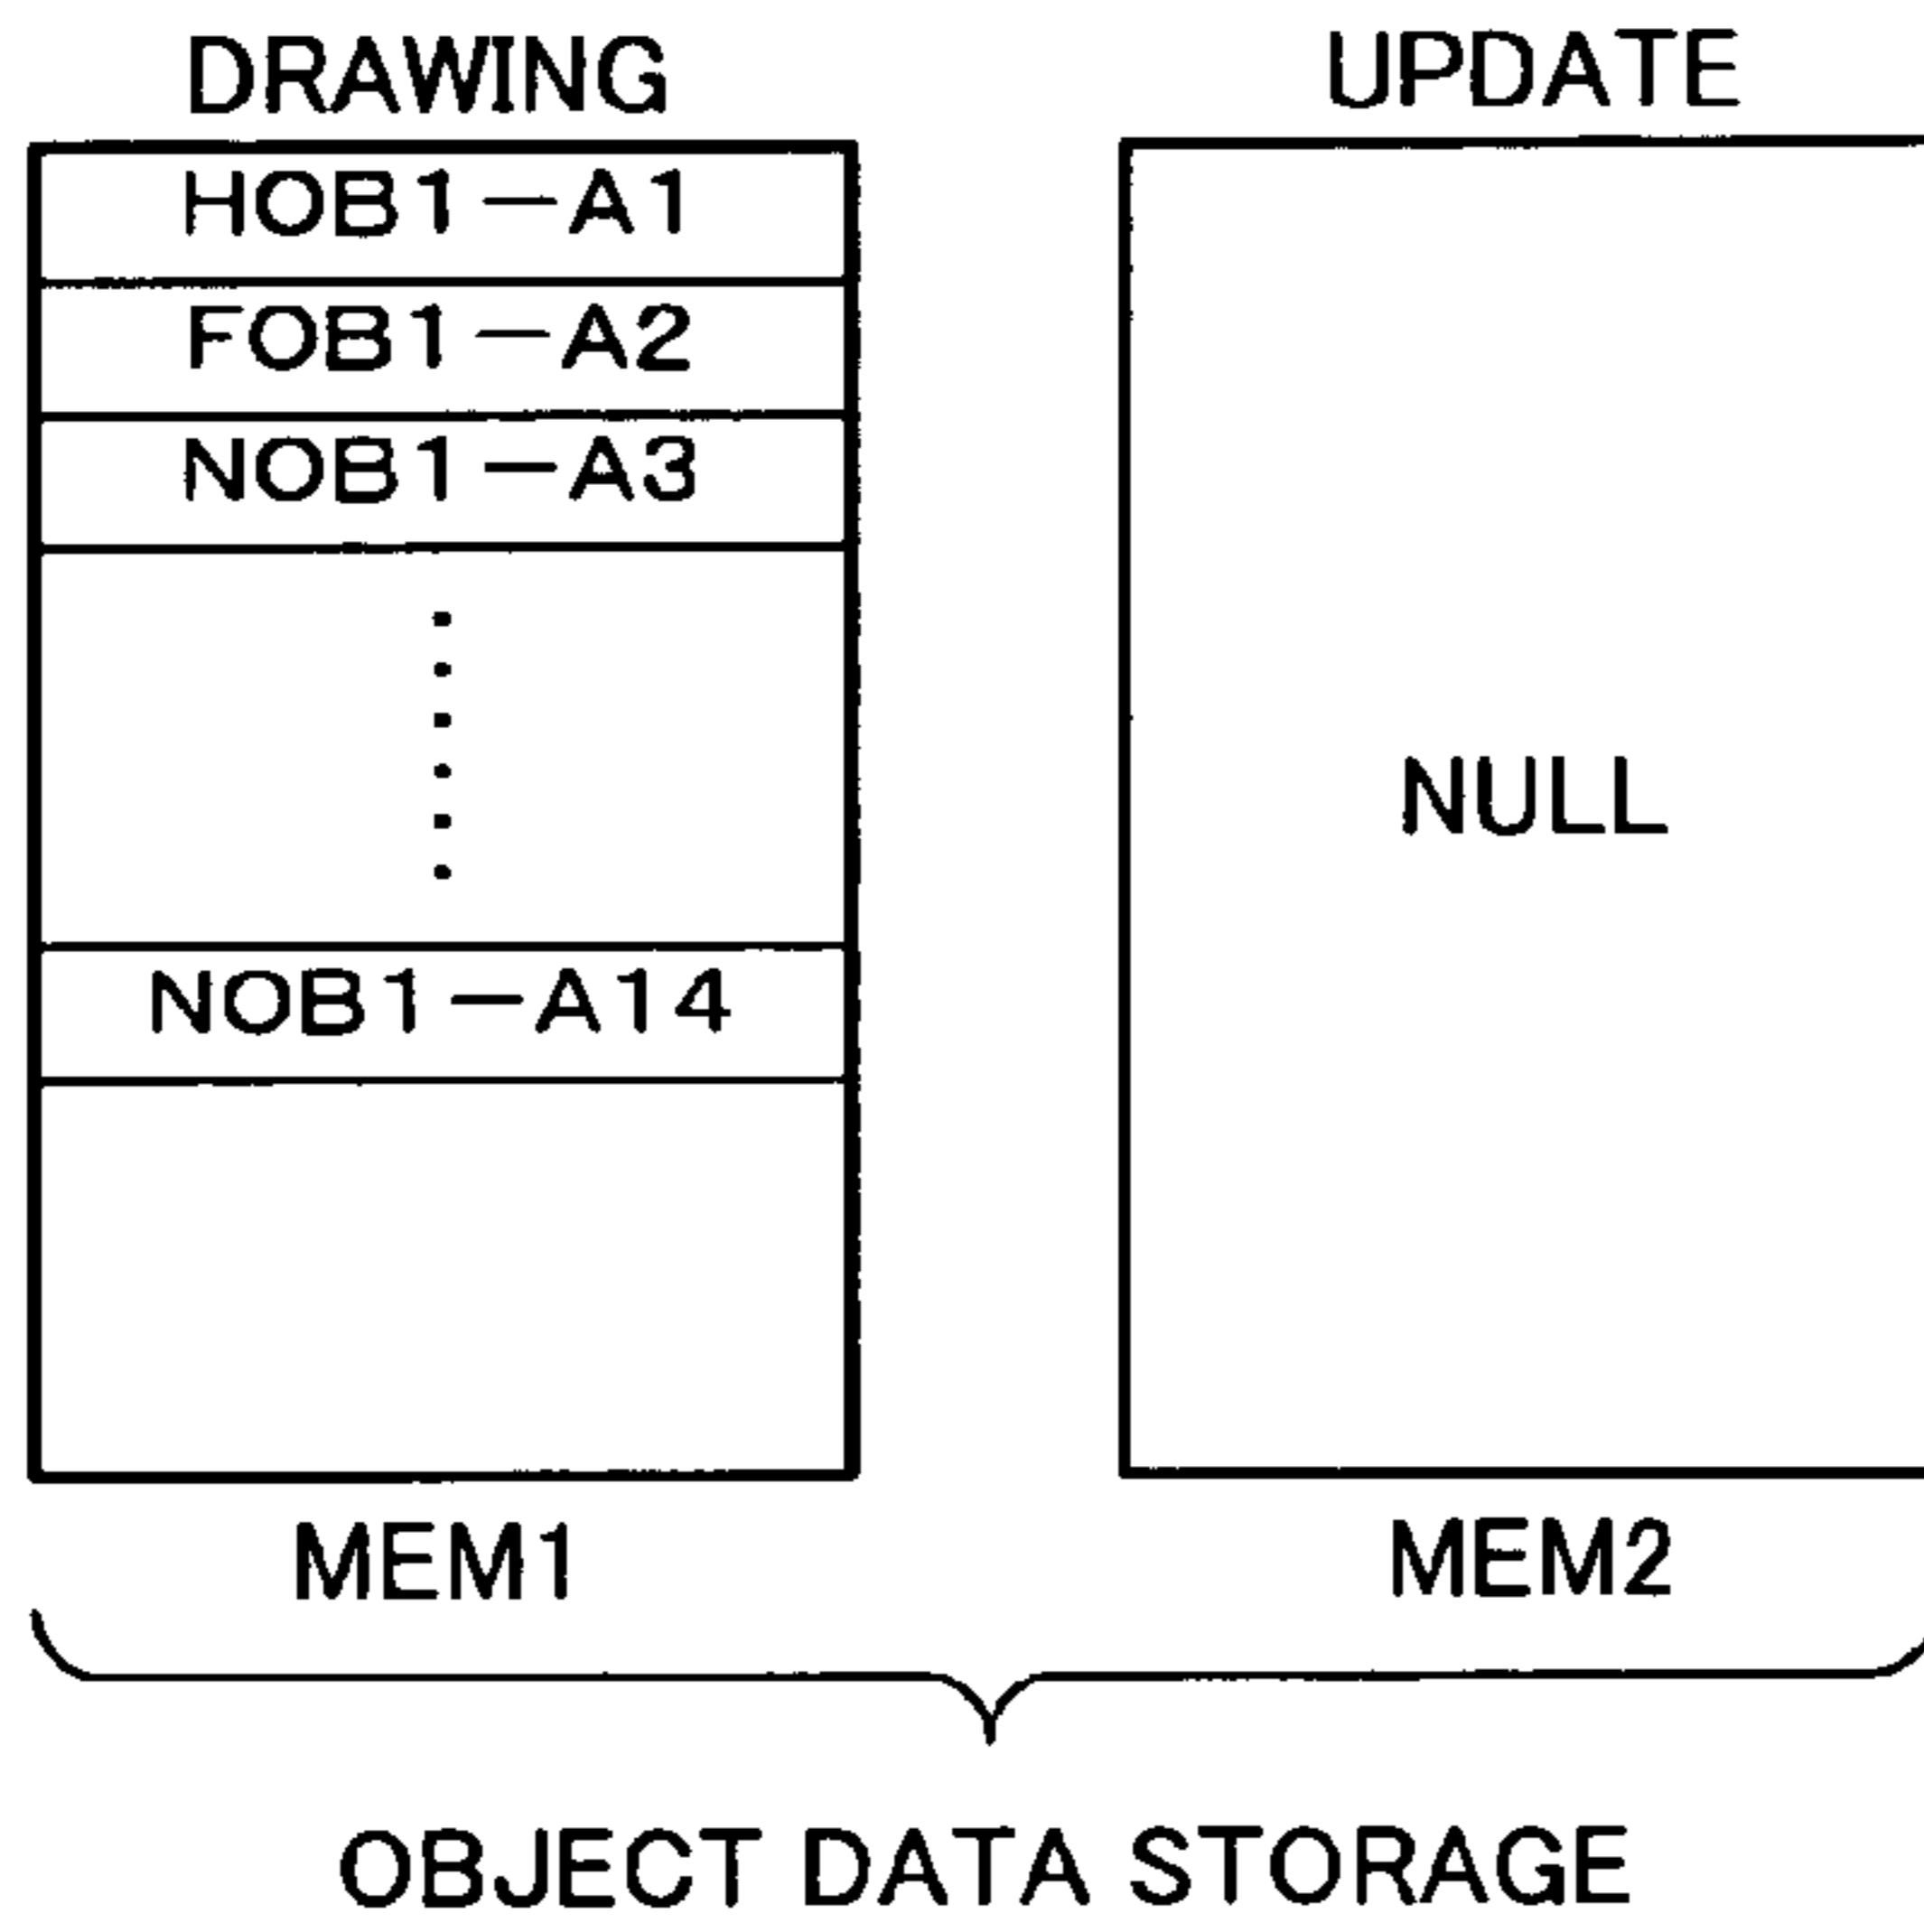 DRAWING
HOB1-A1
FOB1-A2
NOB1-A3
NOB1-A14
MEM1
UPDATE
NULL
MEM2
OBJECT DATA STORAGE